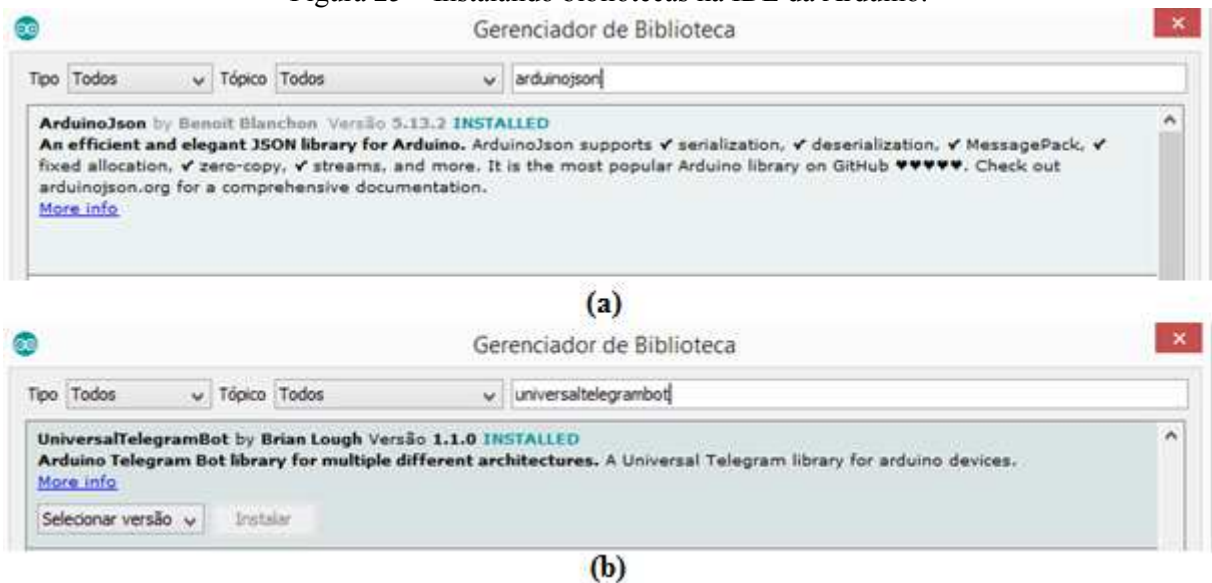 Figura 25 – Instalando bibliotecas na IDE da Arduino.
Gerenciador de Biblioteca
Tipo Todos Tópico Todos arduinojson
ArduinoJson by Benoit Blanchon Versão 5.13.2 INSTALLED
An efficient and elegant JSON library for Arduino. ArduinoJson supports ✔ serialization, ✔ deserialization, ✔ MessagePack, ✔
fixed allocation, ✔ zero-copy, ✔ streams, and more. It is the most popular Arduino library on GitHub ♥♥♥♥♥. Check out
arduinojson.org for a comprehensive documentation.
More info
(a)
Gerenciador de Biblioteca
Tipo Todos Tópico Todos universaltelegrambot
UniversalTelegramBot by Brian Lough Versão 1.1.0 INSTALLED
Arduino Telegram Bot library for multiple different architectures. A Universal Telegram library for arduino devices.
More info
Selecionar versão Instalar
(b)